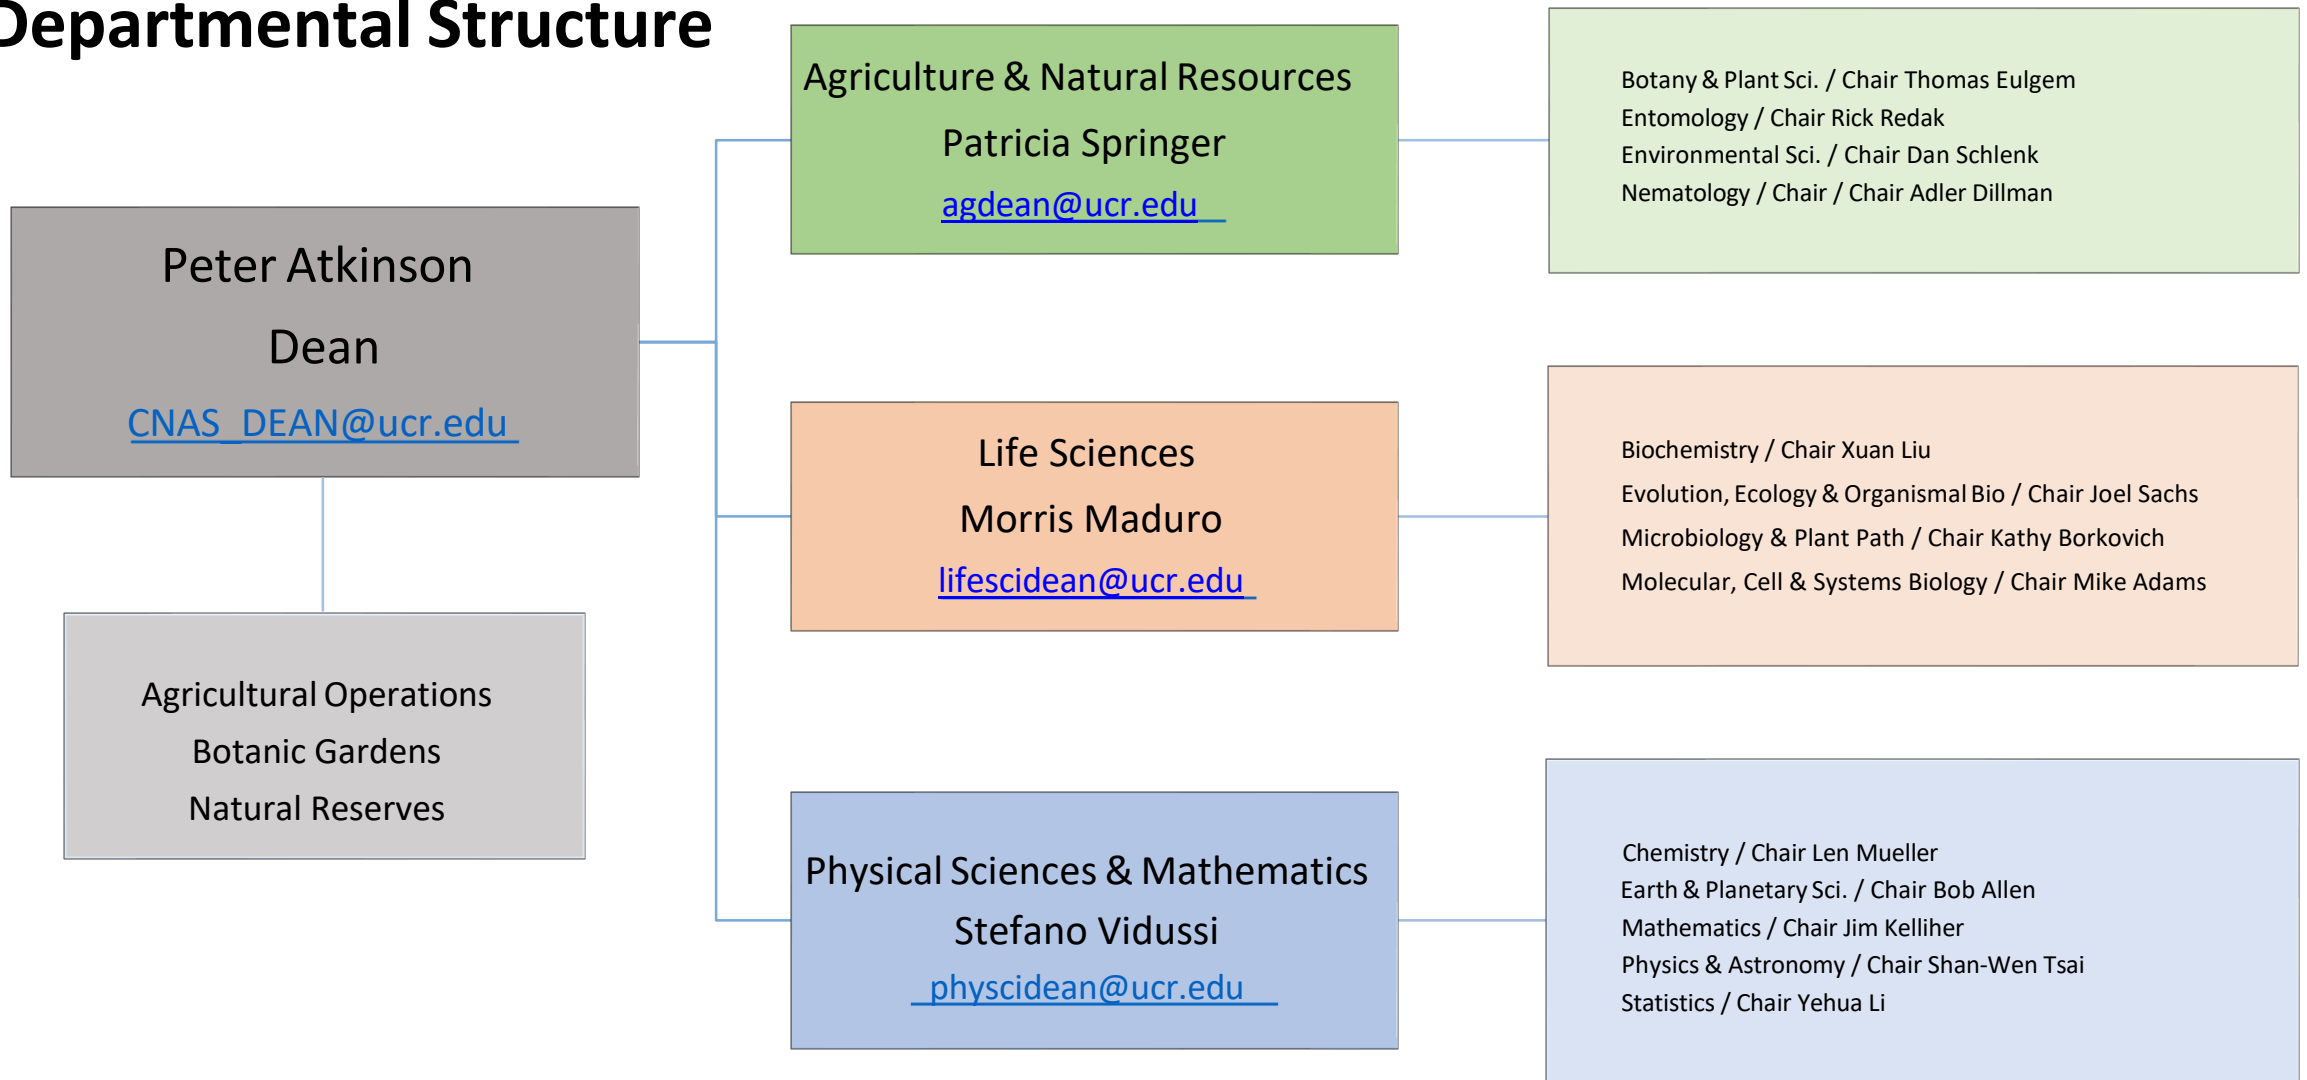 Departmental Structure
Peter Atkinson
Dean
CNAS_DEAN@ucr.edu
Agricultural Operations
Botanic Gardens
Natural Reserves
Agriculture & Natural Resources
Patricia Springer
agdean@ucr.edu
Botany & Plant Sci. / Chair Thomas Eulgem
Entomology / Chair Rick Redak
Environmental Sci. / Chair Dan Schlenk
Nematology / Chair / Chair Adler Dillman
Life Sciences
Morris Maduro
lifescidean@ucr.edu
Biochemistry / Chair Xuan Liu
Evolution, Ecology & Organismal Bio / Chair Joel Sachs
Microbiology & Plant Path / Chair Kathy Borkovich
Molecular, Cell & Systems Biology / Chair Mike Adams
Physical Sciences & Mathematics
Stefano Vidussi
physcidean@ucr.edu
Chemistry / Chair Len Mueller
Earth & Planetary Sci. / Chair Bob Allen
Mathematics / Chair Jim Kelliher
Physics & Astronomy / Chair Shan-Wen Tsai
Statistics / Chair Yehua Li